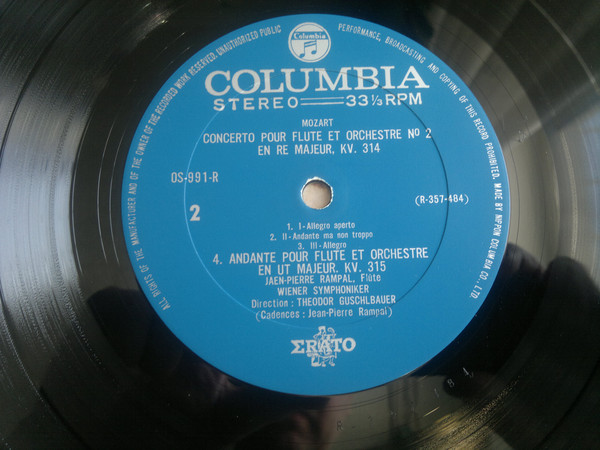 Columbia
COLUMBIA
STEREO 33 1/3 RPM
MOZART
CONCERTO POUR FLUTE ET ORCHESTRE Nº 2
EN RE MAJEUR, KV. 314
OS-991-R
(R-357-484)
2
1. I-Allegro aperto
2. II-Andante ma non troppo
3. III-Allegro
4. ANDANTE POUR FLUTE ET ORCHESTRE
EN UT MAJEUR. KV. 315
JAEN-PIERRE RAMPAL, Flûte
WIENER SYMPHONIKER
Direction : THEODOR GUSCHLBAUER
(Cadences : Jean-Pierre Rampal)
ΣRATO
ALL RIGHTS OF THE MANUFACTURER AND OF THE OWNER OF THE RECORDED WORK RESERVED. UNAUTHORIZED PUBLIC PERFORMANCE, BROADCASTING AND COPYING OF THIS RECORD PROHIBITED, MADE BY NIPPON COLUMBIA CO., LTD